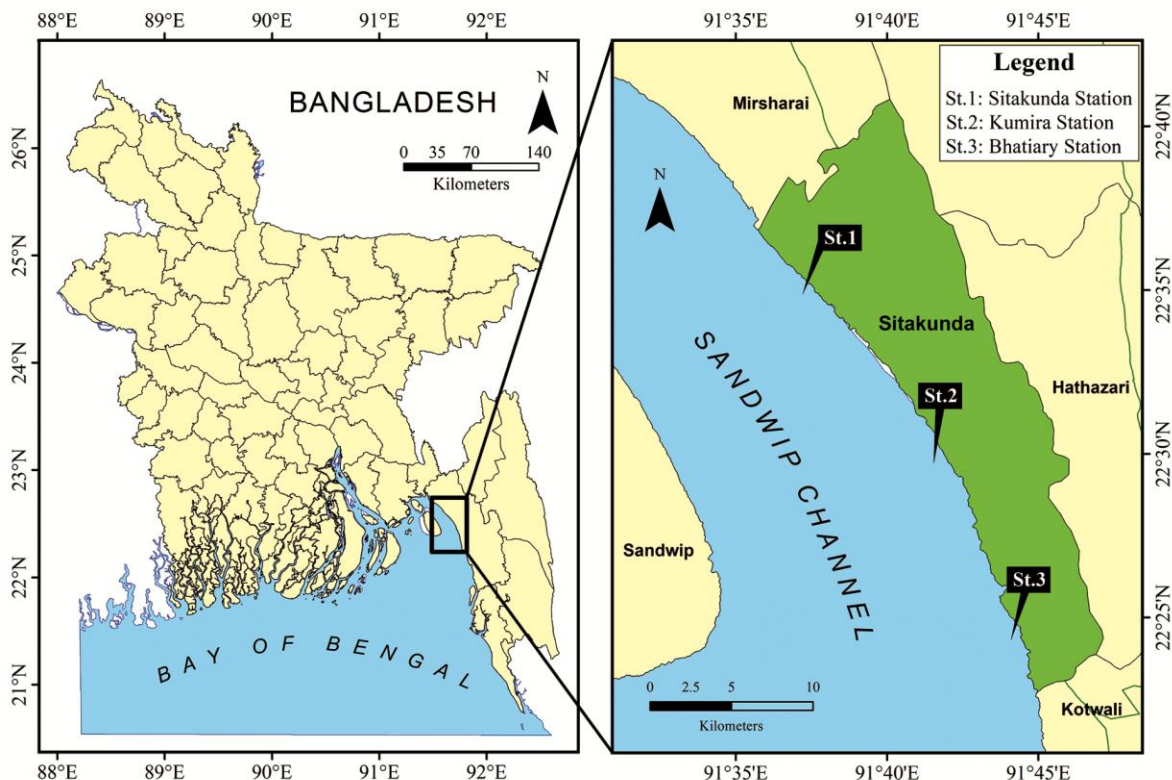 88°E 89°E 90°E 91°E 92°E
BANGLADESH
N
0 35 70 140
Kilometers
26°N
25°N
24°N
23°N
22°N
21°N
BAY OF BENGAL
88°E 89°E 90°E 91°E 92°E
91°35'E 91°40'E 91°45'E
Legend
St.1: Sitakunda Station
St.2: Kumira Station
St.3: Bhatiary Station
Mirsharai
N
St.1
Sitakunda
St.2
Hathazari
SANDWIP CHANNEL
Sandwip
St.3
Kotwali
0 2.5 5 10
Kilometers
22°40'N
22°35'N
22°30'N
22°25'N
91°35'E 91°40'E 91°45'E